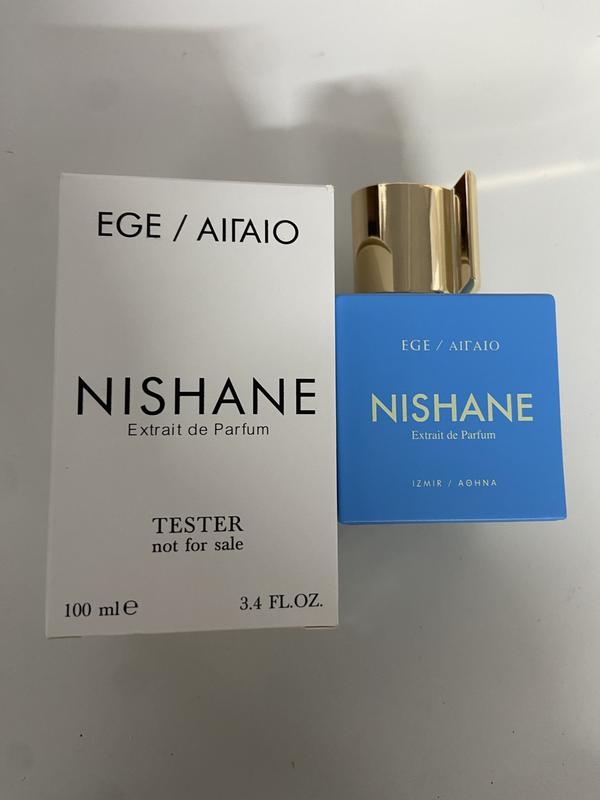 EGE / ΑΙΓΑΙΟ
NISHANE
Extrait de Parfum
TESTER
not for sale
100 ml ℮
3.4 FL.OZ.
EGE / ΑΙΓΑΙΟ
NISHANE
Extrait de Parfum
IZMIR / ΑΘΗΝΑ